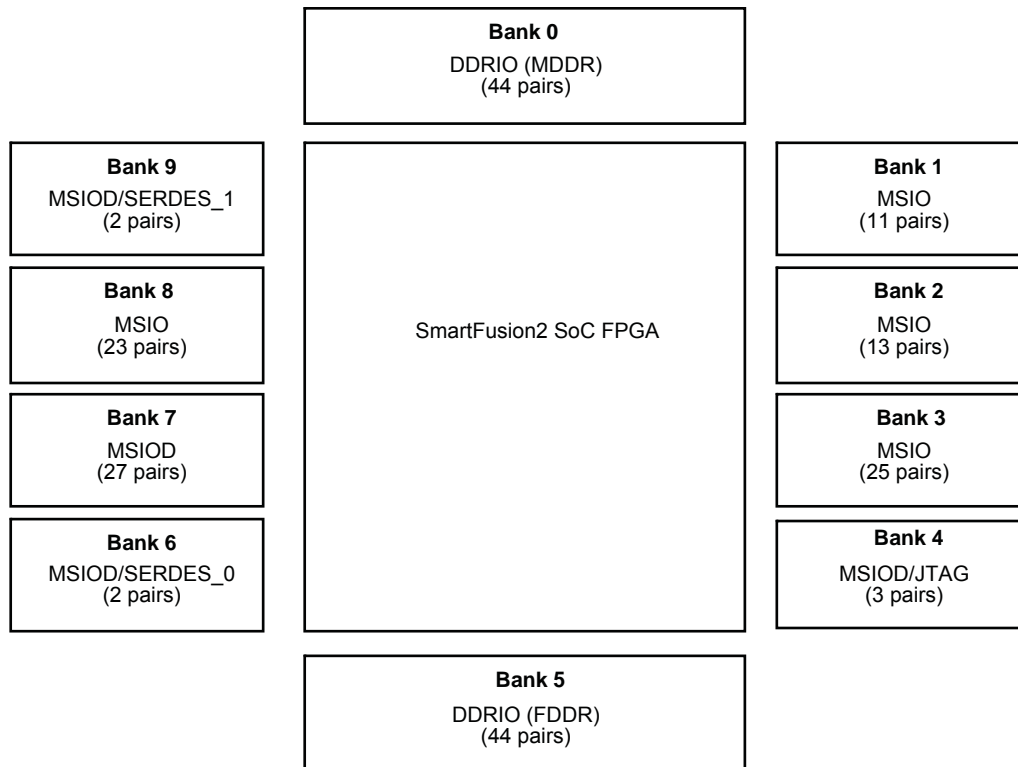 Bank 0
DDRIO (MDDR)
(44 pairs)
Bank 9
MSIOD/SERDES_1
(2 pairs)
Bank 1
MSIO
(11 pairs)
Bank 8
MSIO
(23 pairs)
SmartFusion2 SoC FPGA
Bank 2
MSIO
(13 pairs)
Bank 7
MSIOD
(27 pairs)
Bank 3
MSIO
(25 pairs)
Bank 6
MSIOD/SERDES_0
(2 pairs)
Bank 4
MSIOD/JTAG
(3 pairs)
Bank 5
DDRIO (FDDR)
(44 pairs)